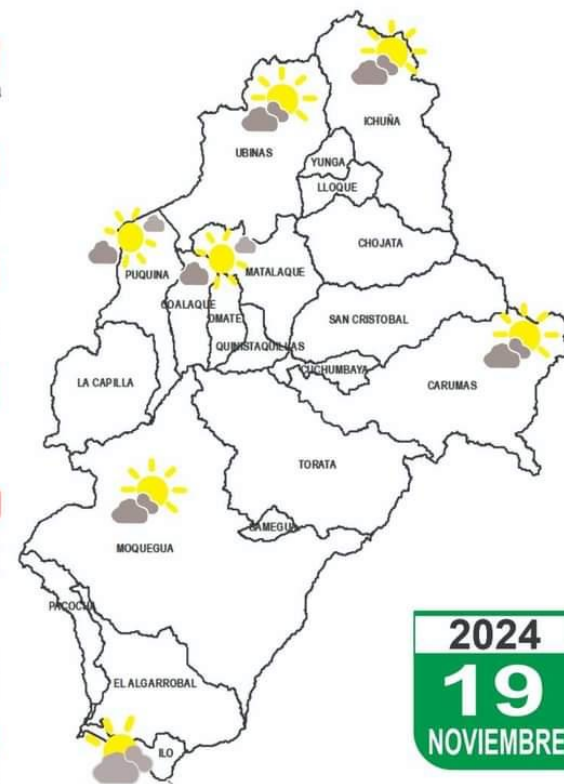 ICHUÑA
UBINAS
YUNGA
LLOQUE
CHOJATA
PUQUINA
MATALAQUE
COALAQUE
OMATE
SAN CRISTOBAL
QUINISTAQUILLAS
CUCHUMBAYA
LA CAPILLA
CARUMAS
TORATA
SAMEGUA
MOQUEGUA
PACOCHA
EL ALGARROBAL
ILO
2024
19
NOVIEMBRE